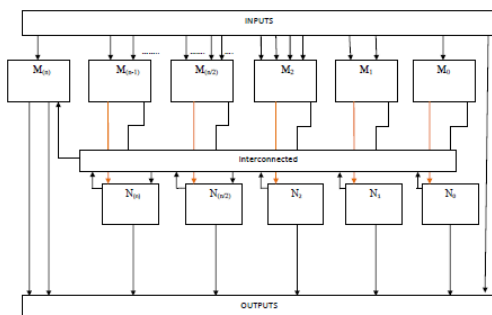 INPUTS
M(n) M(n-1) M(n/2) M2 M1 M0
Interconnected
N(n) N(n/2) N2 N1 N0
OUTPUTS